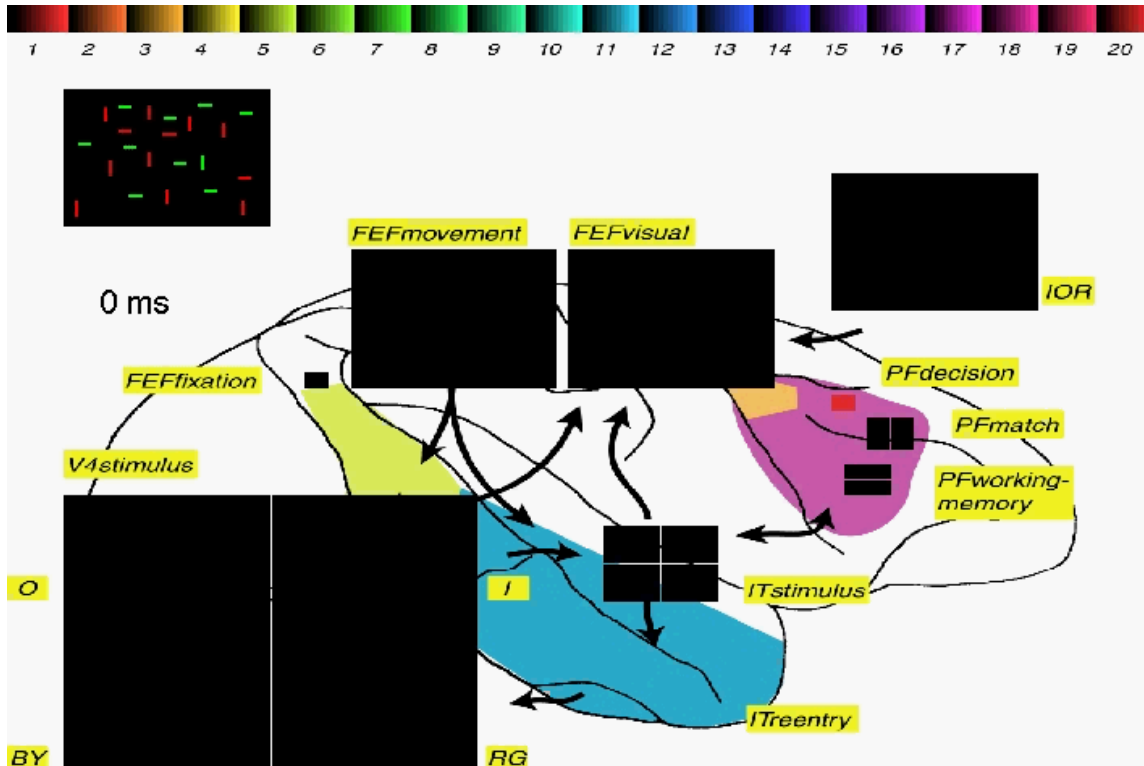 1 2 3 4 5 6 7 8 9 10 11 12 13 14 15 16 17 18 19 20
FEFmovement FEFvisual
IOR
0 ms
FEFfixation
PFdecision
PFmatch
V4stimulus
PFworking-
memory
O I ITstimulus
ITreentry
BY RG